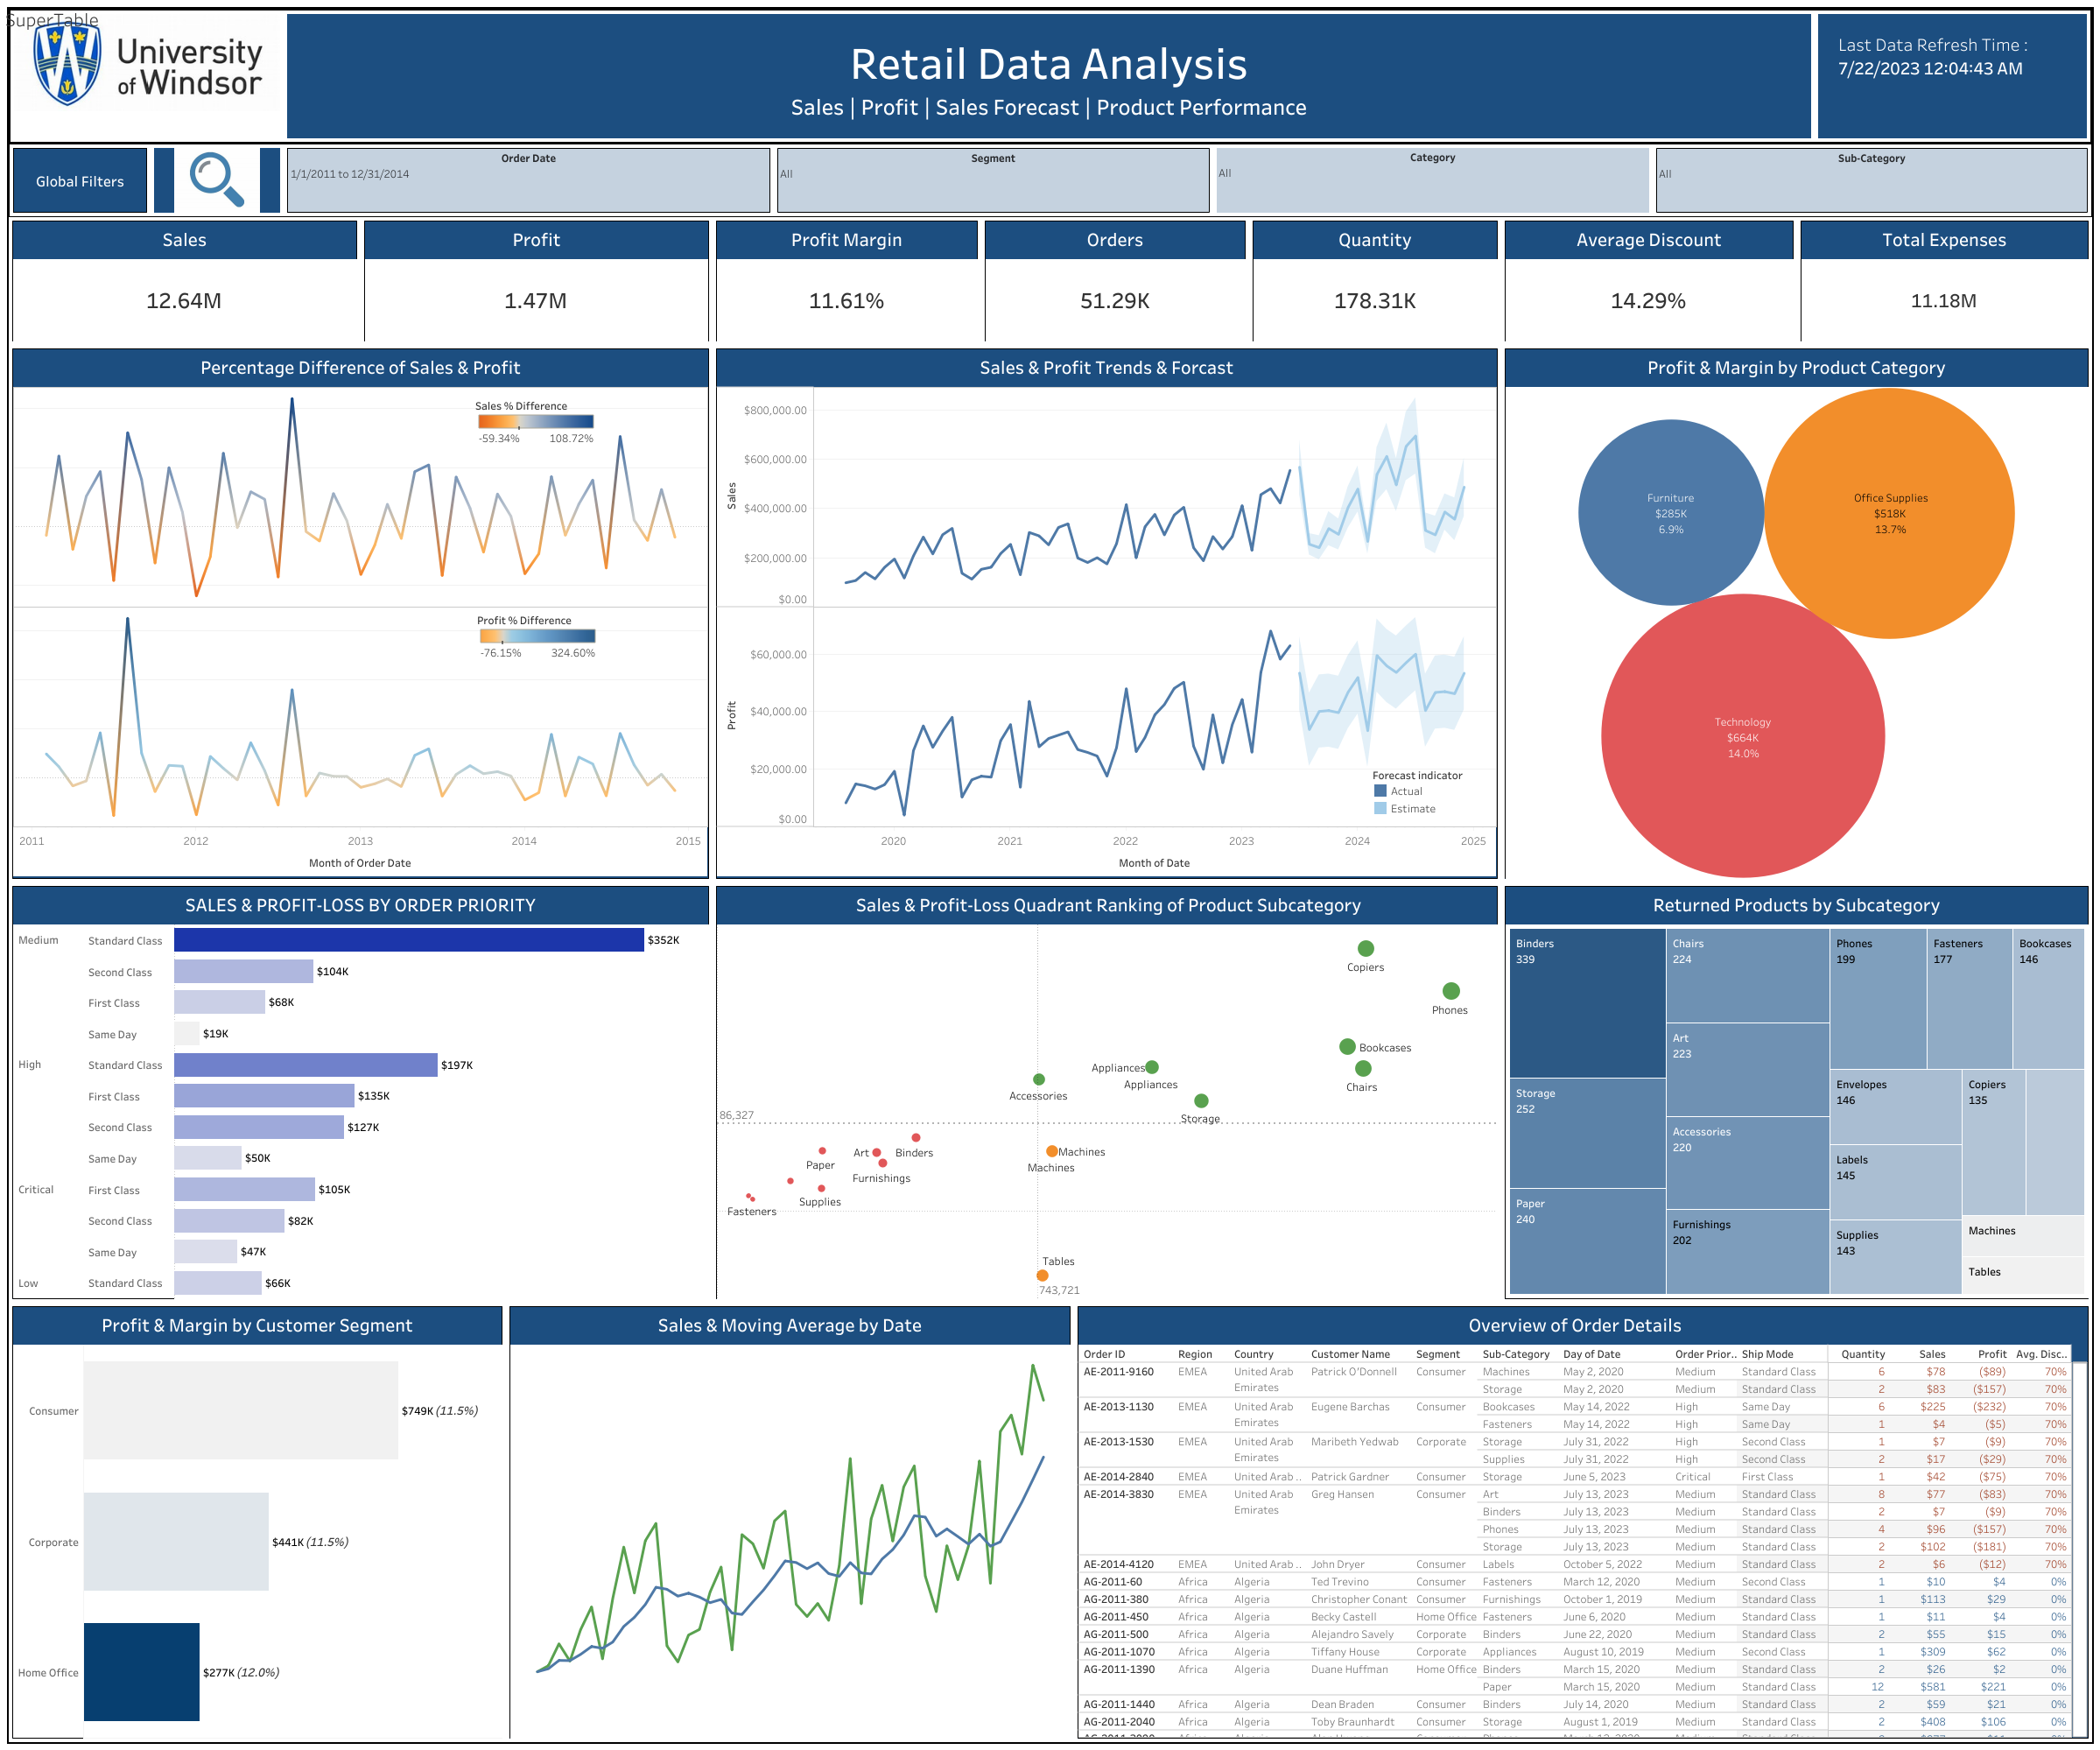 SuperTable
University
of Windsor
Retail Data Analysis
Sales | Profit | Sales Forecast | Product Performance
Last Data Refresh Time :
7/22/2023 12:04:43 AM
Global Filters
Order Date
1/1/2011 to 12/31/2014
Segment
All
Category
All
Sub-Category
All
Sales
12.64M
Profit
1.47M
Profit Margin
11.61%
Orders
51.29K
Quantity
178.31K
Average Discount
14.29%
Total Expenses
11.18M
Percentage Difference of Sales & Profit
Sales % Difference
-59.34% 108.72%
Profit % Difference
-76.15% 324.60%
2011 2012 2013 2014 2015
Month of Order Date
Sales & Profit Trends & Forcast
Sales
$800,000.00
$600,000.00
$400,000.00
$200,000.00
$0.00
Profit
$60,000.00
$40,000.00
$20,000.00
$0.00
Forecast indicator
Actual
Estimate
2020 2021 2022 2023 2024 2025
Month of Date
Profit & Margin by Product Category
Furniture
$285K
6.9%
Office Supplies
$518K
13.7%
Technology
$664K
14.0%
SALES & PROFIT-LOSS BY ORDER PRIORITY
Medium Standard Class $352K
Second Class $104K
First Class $68K
Same Day $19K
High Standard Class $197K
First Class $135K
Second Class $127K
Same Day $50K
Critical First Class $105K
Second Class $82K
Same Day $47K
Low Standard Class $66K
Sales & Profit-Loss Quadrant Ranking of Product Subcategory
Copiers
Phones
Bookcases
Chairs
Appliances
Appliances
Accessories
Storage
86,327
Paper
Art
Binders
Furnishings
Machines
Machines
Supplies
Fasteners
Tables
743,721
Returned Products by Subcategory
Binders
339
Storage
252
Paper
240
Chairs
224
Art
223
Accessories
220
Furnishings
202
Phones
199
Fasteners
177
Bookcases
146
Envelopes
146
Labels
145
Supplies
143
Copiers
135
Machines
Tables
Profit & Margin by Customer Segment
Consumer $749K (11.5%)
Corporate $441K (11.5%)
Home Office $277K (12.0%)
Sales & Moving Average by Date
Overview of Order Details
Order ID Region Country Customer Name Segment Sub-Category Day of Date Order Prior.. Ship Mode Quantity Sales Profit Avg. Disc..
AE-2011-9160 EMEA United Arab Emirates Patrick O'Donnell Consumer Machines May 2, 2020 Medium Standard Class 6 $78 ($89) 70%
Storage May 2, 2020 Medium Standard Class 2 $83 ($157) 70%
AE-2013-1130 EMEA United Arab Emirates Eugene Barchas Consumer Bookcases May 14, 2022 High Same Day 6 $225 ($232) 70%
Fasteners May 14, 2022 High Same Day 1 $4 ($5) 70%
AE-2013-1530 EMEA United Arab Emirates Maribeth Yedwab Corporate Storage July 31, 2022 High Second Class 1 $7 ($9) 70%
Supplies July 31, 2022 High Second Class 2 $17 ($29) 70%
AE-2014-2840 EMEA United Arab .. Patrick Gardner Consumer Storage June 5, 2023 Critical First Class 1 $42 ($75) 70%
AE-2014-3830 EMEA United Arab Emirates Greg Hansen Consumer Art July 13, 2023 Medium Standard Class 8 $77 ($83) 70%
Binders July 13, 2023 Medium Standard Class 2 $7 ($9) 70%
Phones July 13, 2023 Medium Standard Class 4 $96 ($157) 70%
Storage July 13, 2023 Medium Standard Class 2 $102 ($181) 70%
AE-2014-4120 EMEA United Arab .. John Dryer Consumer Labels October 5, 2022 Medium Standard Class 2 $6 ($12) 70%
AG-2011-60 Africa Algeria Ted Trevino Consumer Fasteners March 12, 2020 Medium Second Class 1 $10 $4 0%
AG-2011-380 Africa Algeria Christopher Conant Consumer Furnishings October 1, 2019 Medium Standard Class 1 $113 $29 0%
AG-2011-450 Africa Algeria Becky Castell Home Office Fasteners June 6, 2020 Medium Standard Class 1 $11 $4 0%
AG-2011-500 Africa Algeria Alejandro Savely Corporate Binders June 22, 2020 Medium Standard Class 2 $55 $15 0%
AG-2011-1070 Africa Algeria Tiffany House Corporate Appliances August 10, 2019 Medium Second Class 1 $309 $62 0%
AG-2011-1390 Africa Algeria Duane Huffman Home Office Binders March 15, 2020 Medium Standard Class 2 $26 $2 0%
Paper March 15, 2020 Medium Standard Class 12 $581 $221 0%
AG-2011-1440 Africa Algeria Dean Braden Consumer Binders July 14, 2020 Medium Standard Class 2 $59 $21 0%
AG-2011-2040 Africa Algeria Toby Braunhardt Consumer Storage August 1, 2019 Medium Standard Class 2 $408 $106 0%